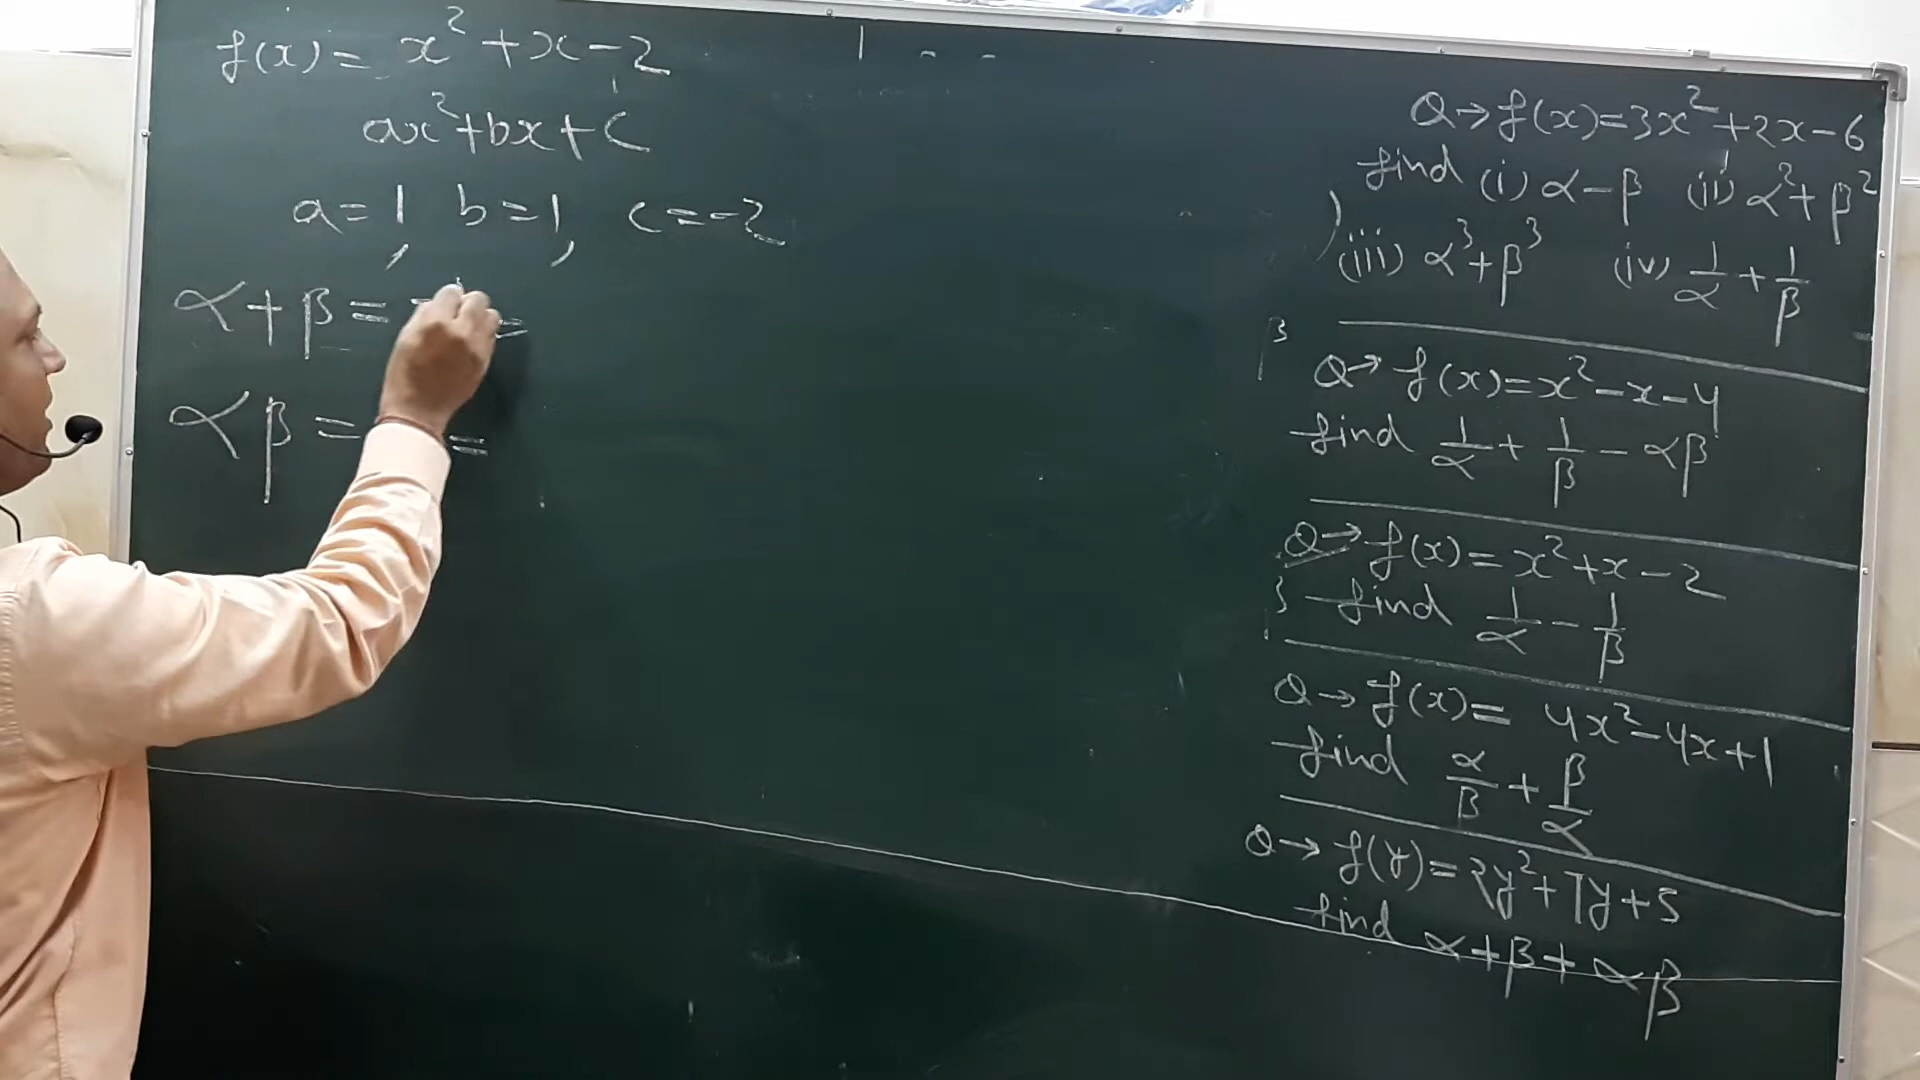 f(x) = x² + x - 2
ax² + bx + c
a = 1, b = 1, c = -2
α + β =
αβ =
Q→ f(x) = 3x² + 2x - 6
find (i) α - β (ii) α² + β²
(iii) α³ + β³ (iv) 1/α + 1/β
β
Q→ f(x) = x² - x - 4
find 1/α + 1/β - αβ
Q→ f(x) = x² + x - 2
find 1/α - 1/β
Q→ f(x) = 4x² - 4x + 1
find α/β + β/α
Q→ f(y) = 2y² + 7y + 5
find α + β + αβ